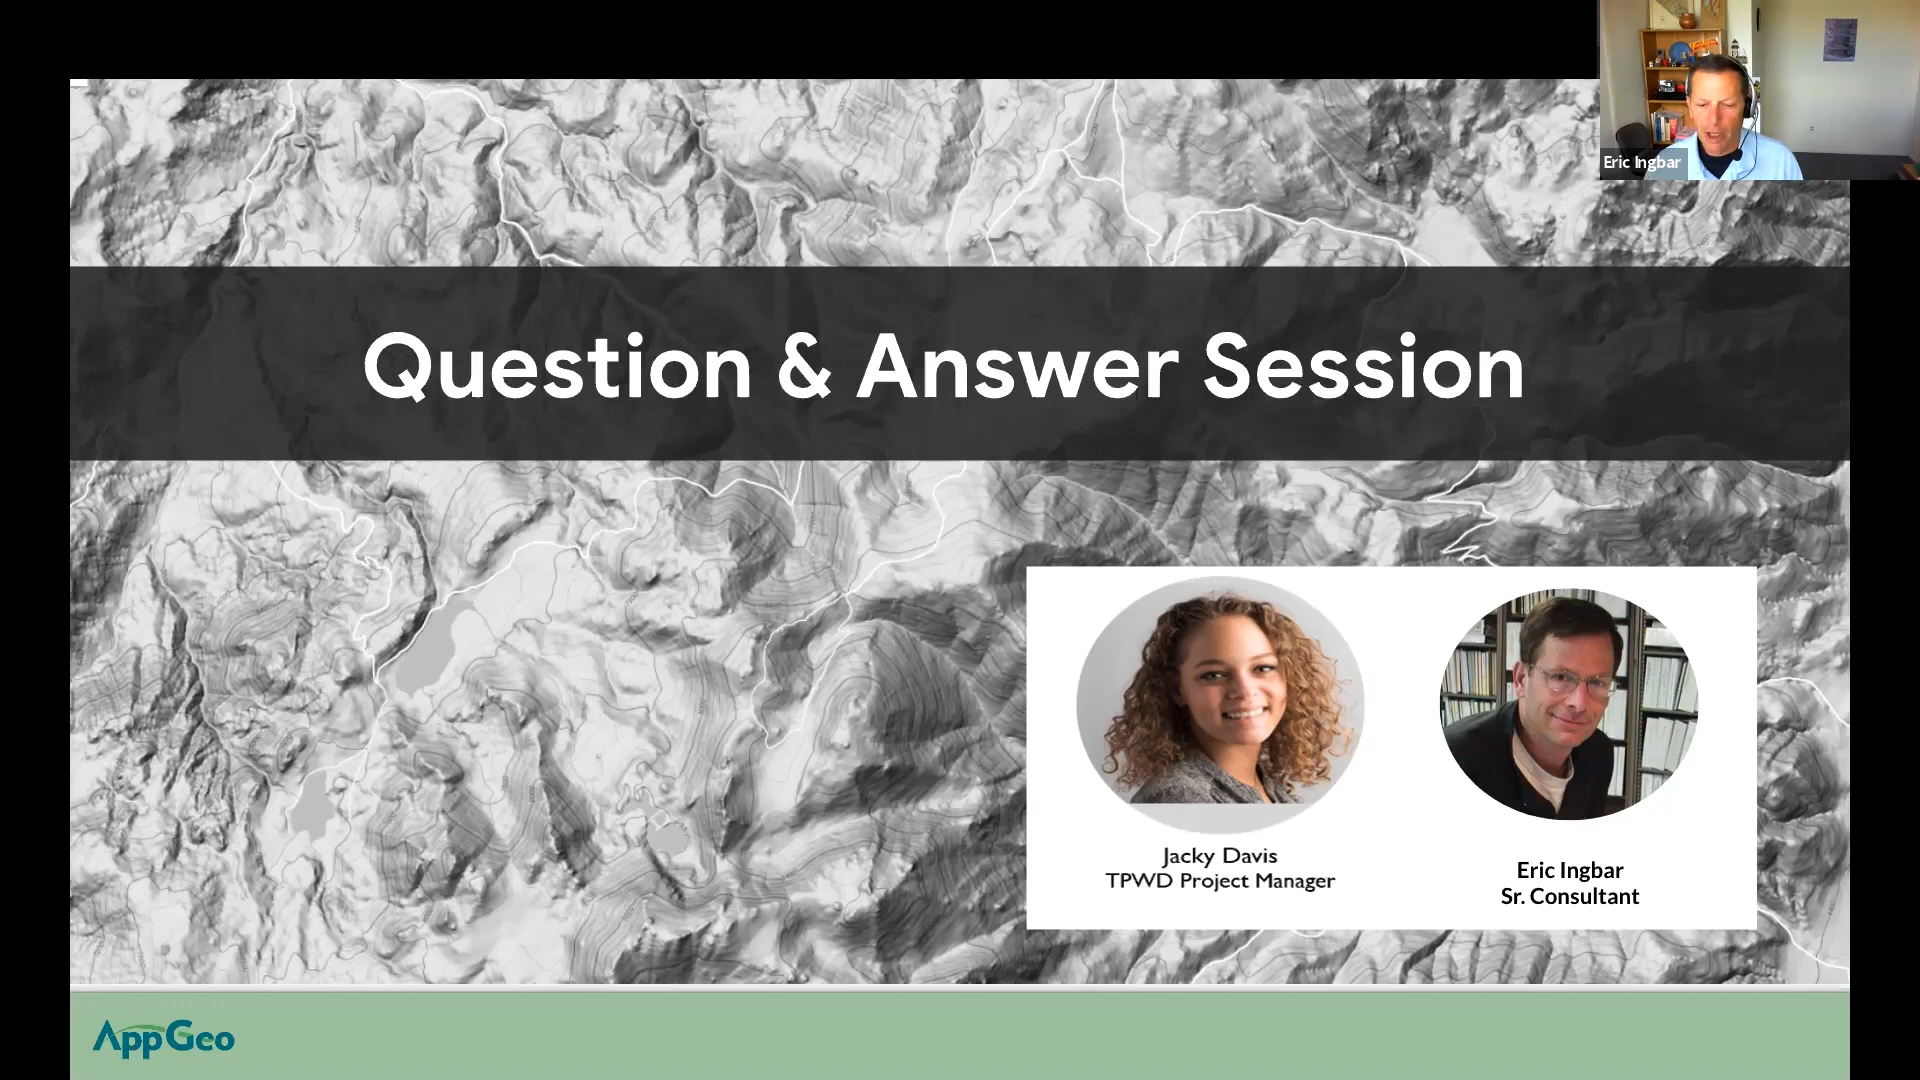 Eric Ingbar
Question & Answer Session
Jacky Davis
TPWD Project Manager
Eric Ingbar
Sr. Consultant
AppGeo